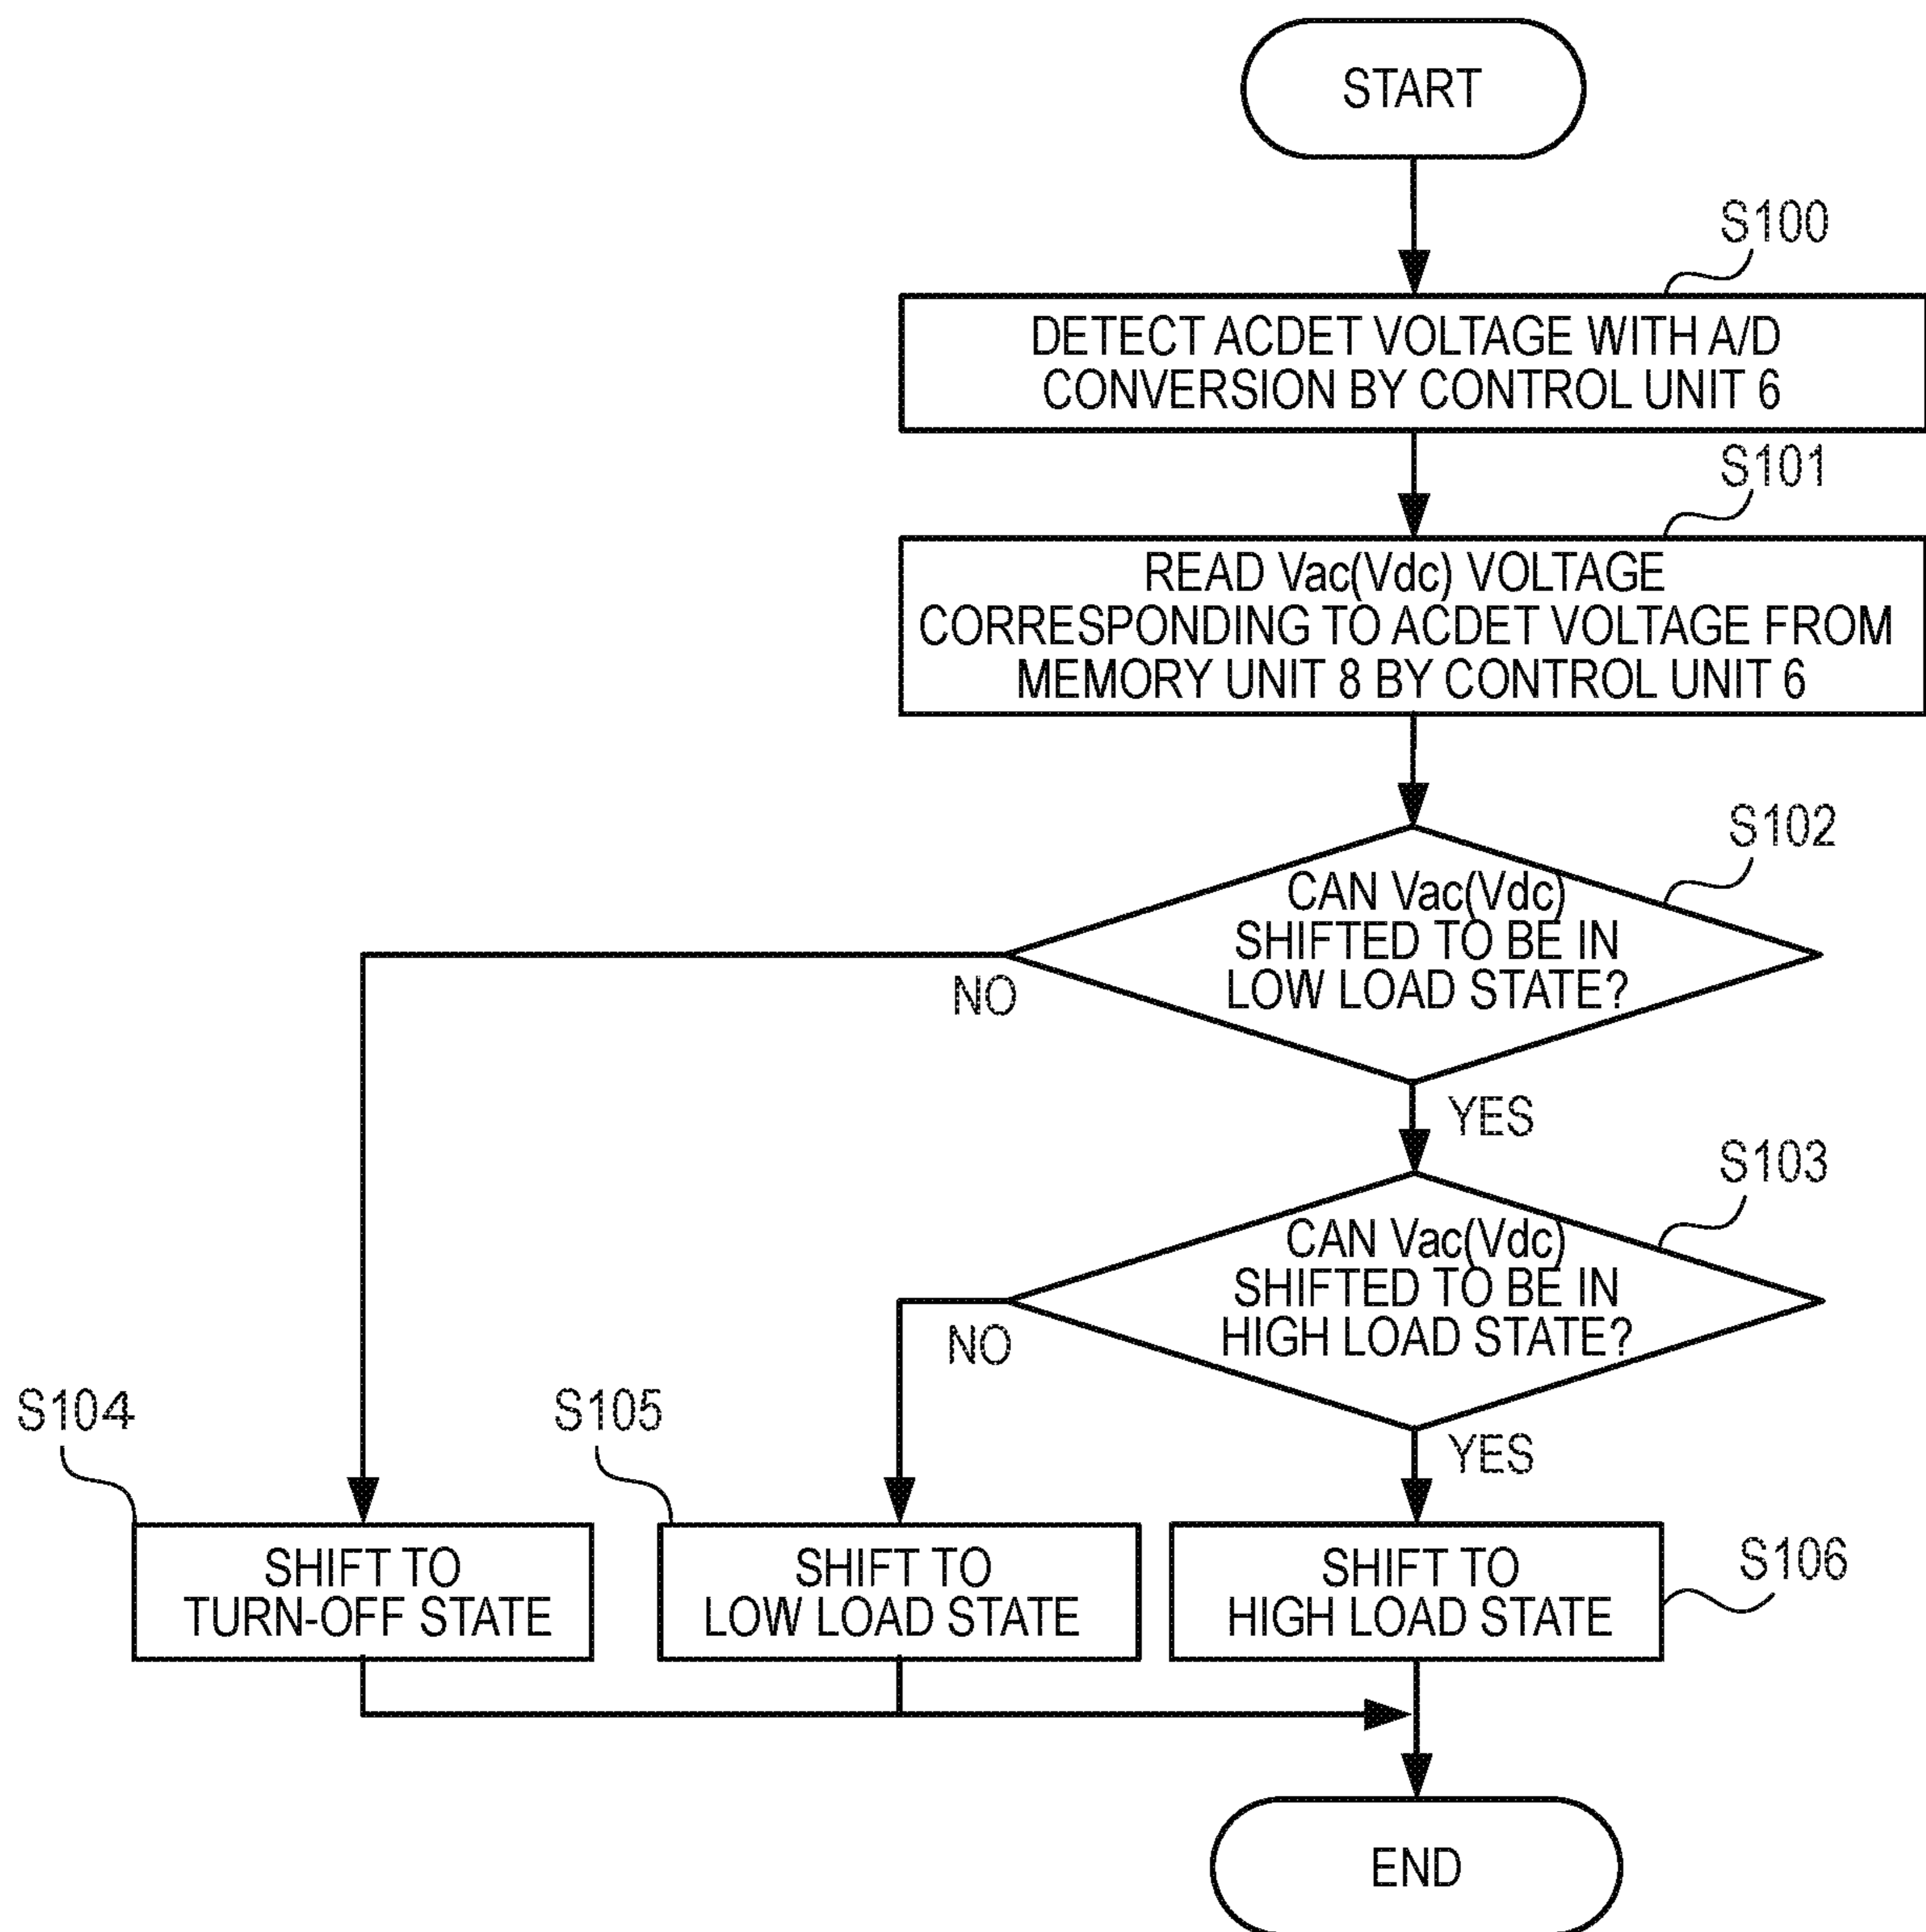 START
S100
DETECT ACDET VOLTAGE WITH A/D
CONVERSION BY CONTROL UNIT 6
S101
READ Vac(Vdc) VOLTAGE
CORRESPONDING TO ACDET VOLTAGE FROM
MEMORY UNIT 8 BY CONTROL UNIT 6
S102
CAN Vac(Vdc)
SHIFTED TO BE IN
LOW LOAD STATE?
NO
YES
S103
CAN Vac(Vdc)
SHIFTED TO BE IN
HIGH LOAD STATE?
NO
YES
S104
SHIFT TO
TURN-OFF STATE
S105
SHIFT TO
LOW LOAD STATE
S106
SHIFT TO
HIGH LOAD STATE
END